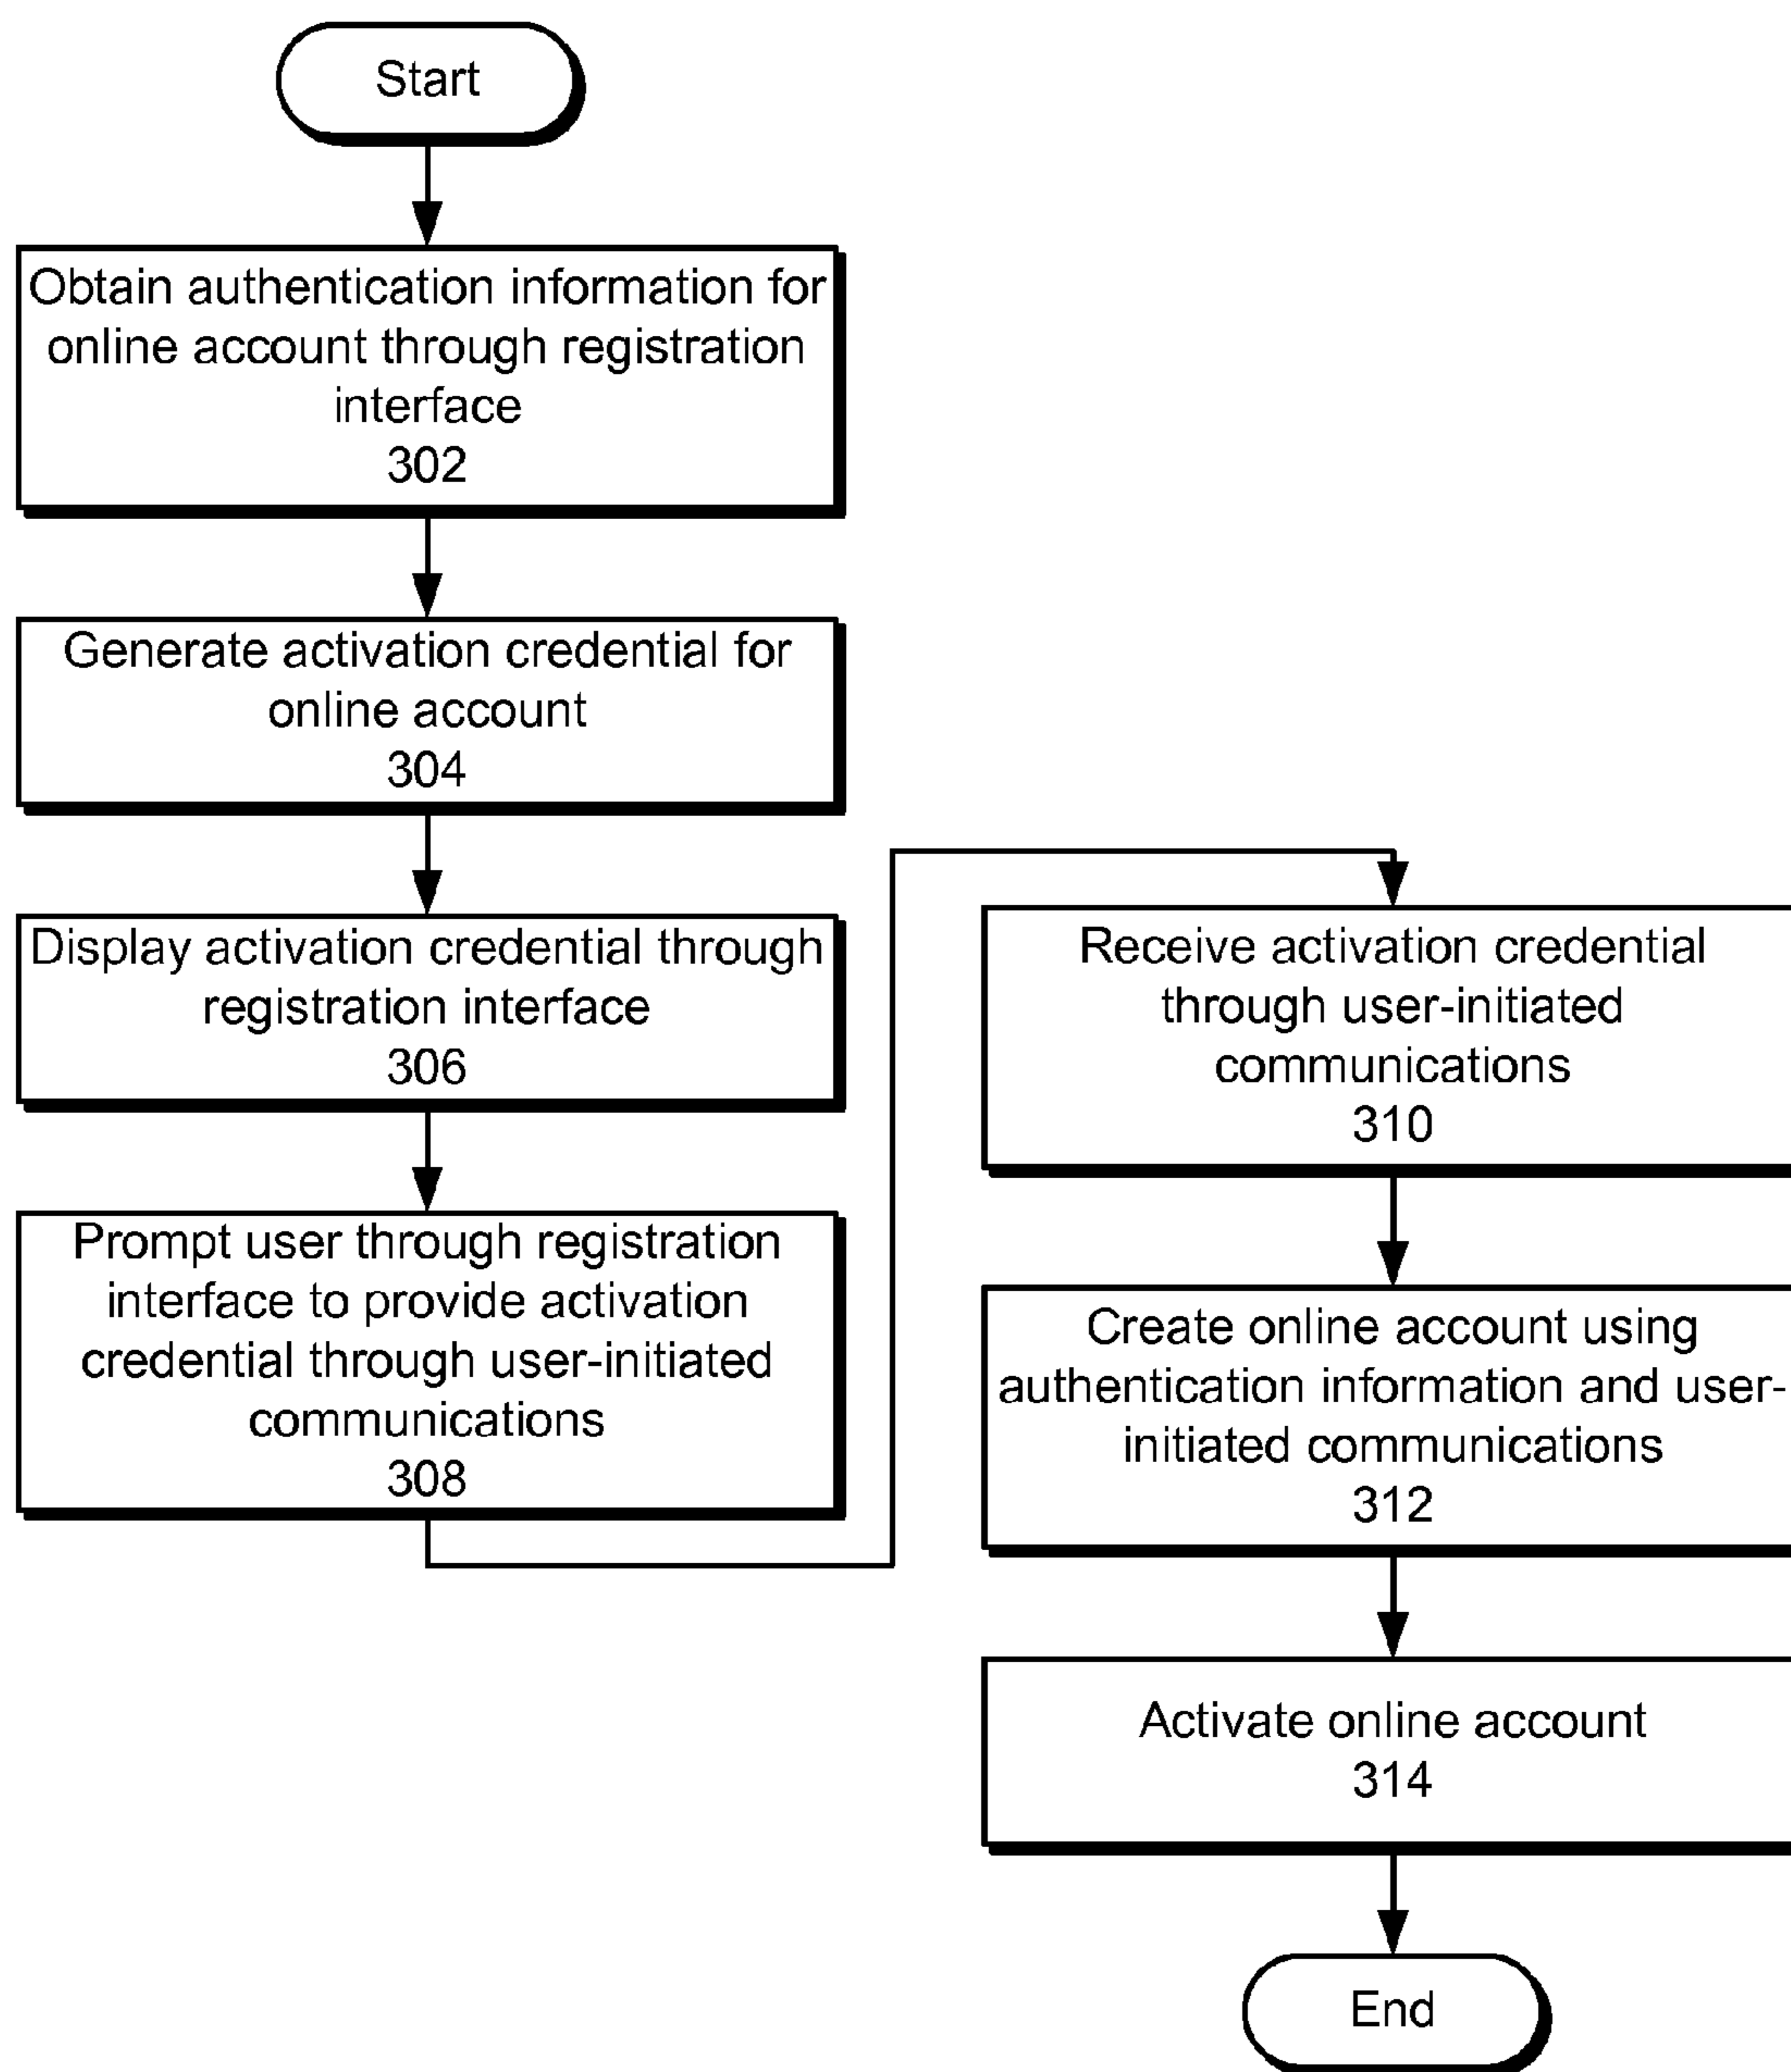 Start
Obtain authentication information for
online account through registration
interface
302
Generate activation credential for
online account
304
Display activation credential through
registration interface
306
Prompt user through registration
interface to provide activation
credential through user-initiated
communications
308
Receive activation credential
through user-initiated
communications
310
Create online account using
authentication information and user-
initiated communications
312
Activate online account
314
End